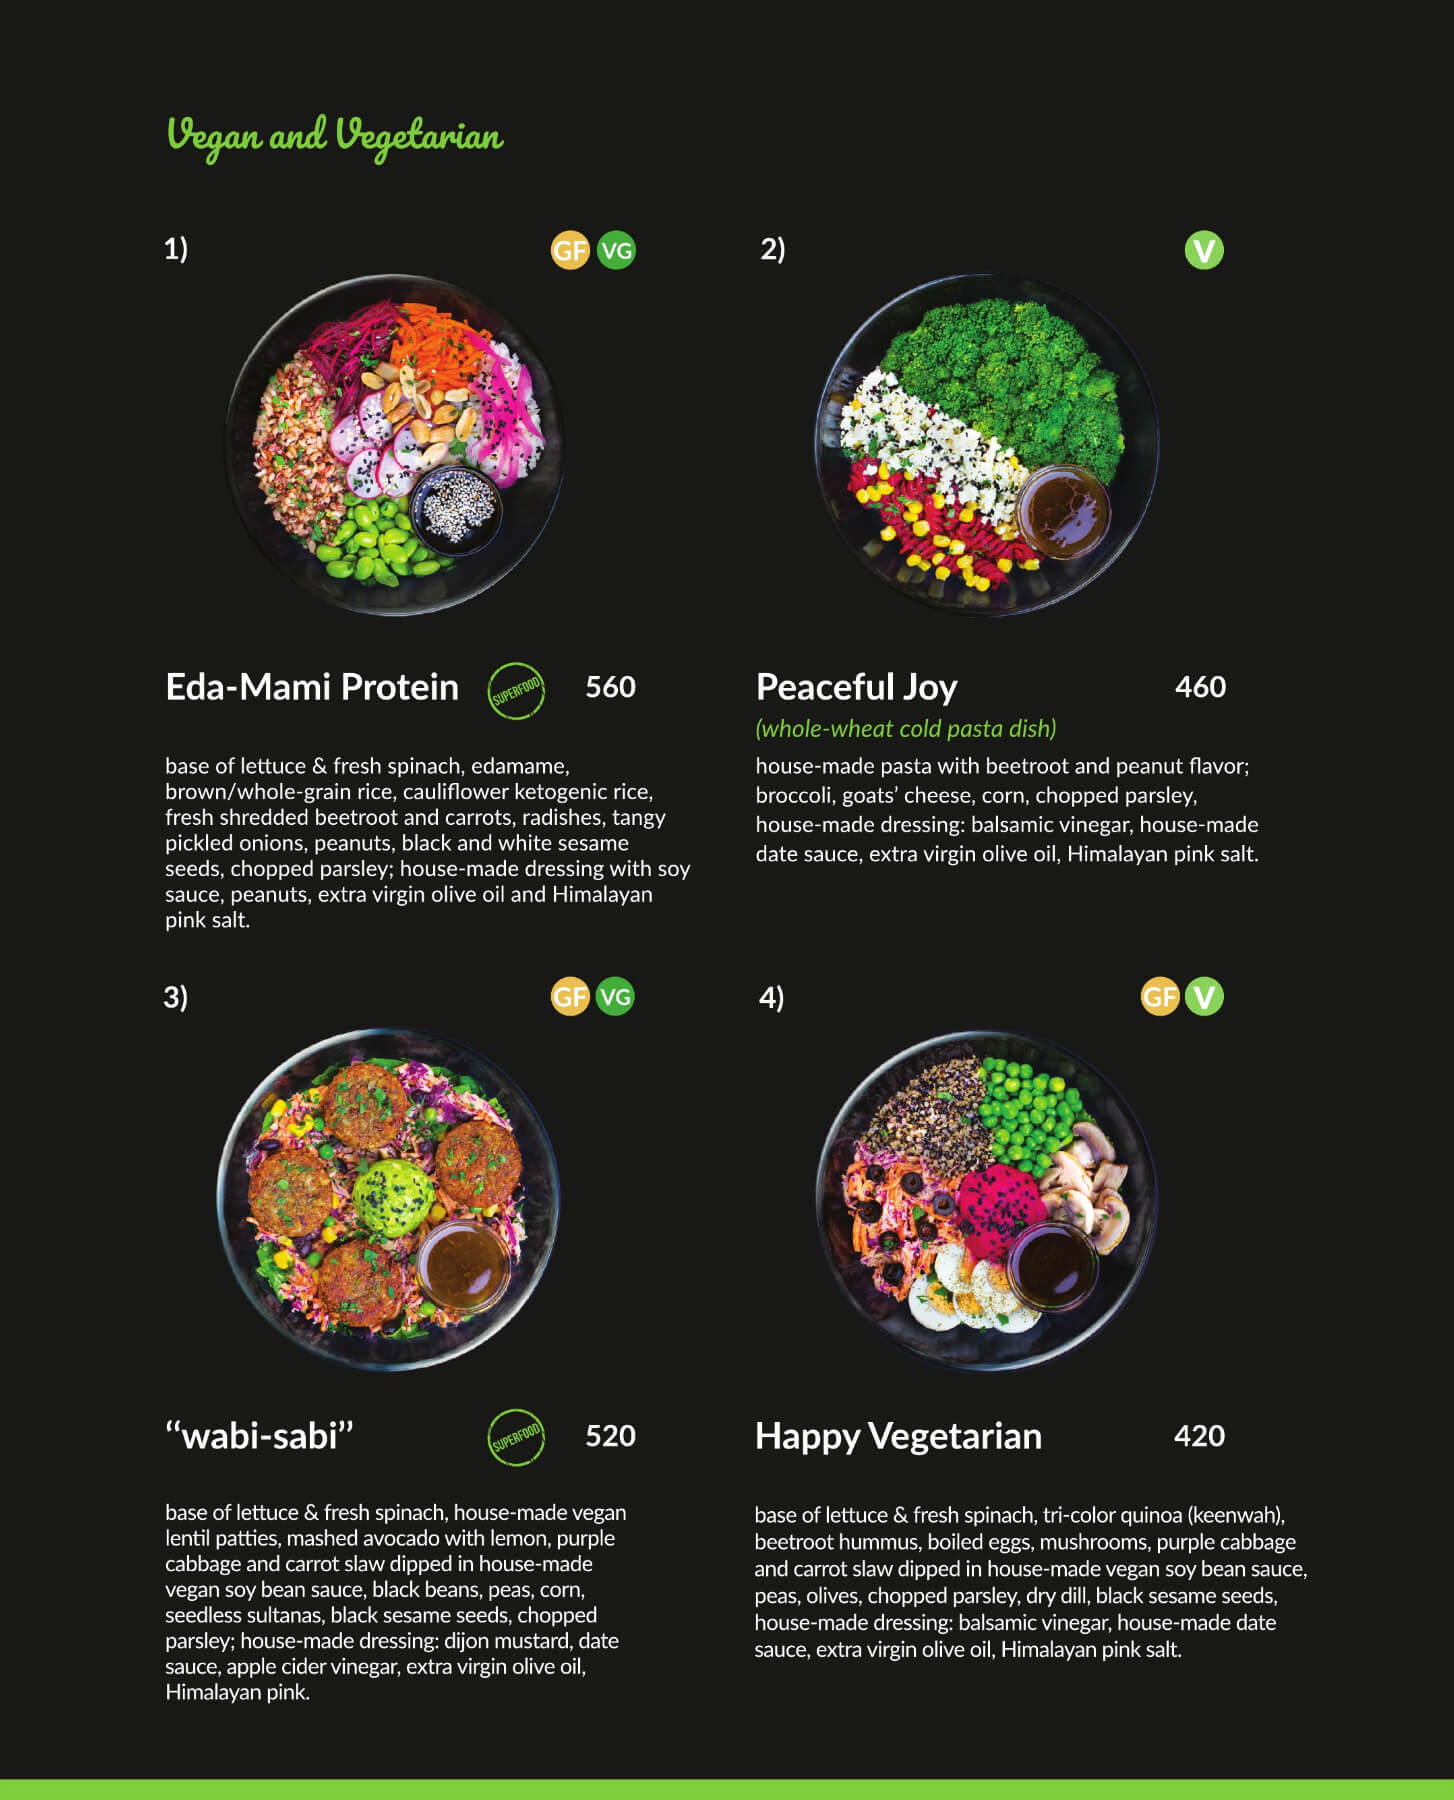 Vegan and Vegetarian
1)
GF VG
Eda-Mami Protein
SUPERFOOD
560
base of lettuce & fresh spinach, edamame,
brown/whole-grain rice, cauliflower ketogenic rice,
fresh shredded beetroot and carrots, radishes, tangy
pickled onions, peanuts, black and white sesame
seeds, chopped parsley; house-made dressing with soy
sauce, peanuts, extra virgin olive oil and Himalayan
pink salt.
2)
V
Peaceful Joy
460
(whole-wheat cold pasta dish)
house-made pasta with beetroot and peanut flavor;
broccoli, goats’ cheese, corn, chopped parsley,
house-made dressing: balsamic vinegar, house-made
date sauce, extra virgin olive oil, Himalayan pink salt.
3)
GF VG
“wabi-sabi”
SUPERFOOD
520
base of lettuce & fresh spinach, house-made vegan
lentil patties, mashed avocado with lemon, purple
cabbage and carrot slaw dipped in house-made
vegan soy bean sauce, black beans, peas, corn,
seedless sultanas, black sesame seeds, chopped
parsley; house-made dressing: dijon mustard, date
sauce, apple cider vinegar, extra virgin olive oil,
Himalayan pink.
4)
GF V
Happy Vegetarian
420
base of lettuce & fresh spinach, tri-color quinoa (keenwah),
beetroot hummus, boiled eggs, mushrooms, purple cabbage
and carrot slaw dipped in house-made vegan soy bean sauce,
peas, olives, chopped parsley, dry dill, black sesame seeds,
house-made dressing: balsamic vinegar, house-made date
sauce, extra virgin olive oil, Himalayan pink salt.